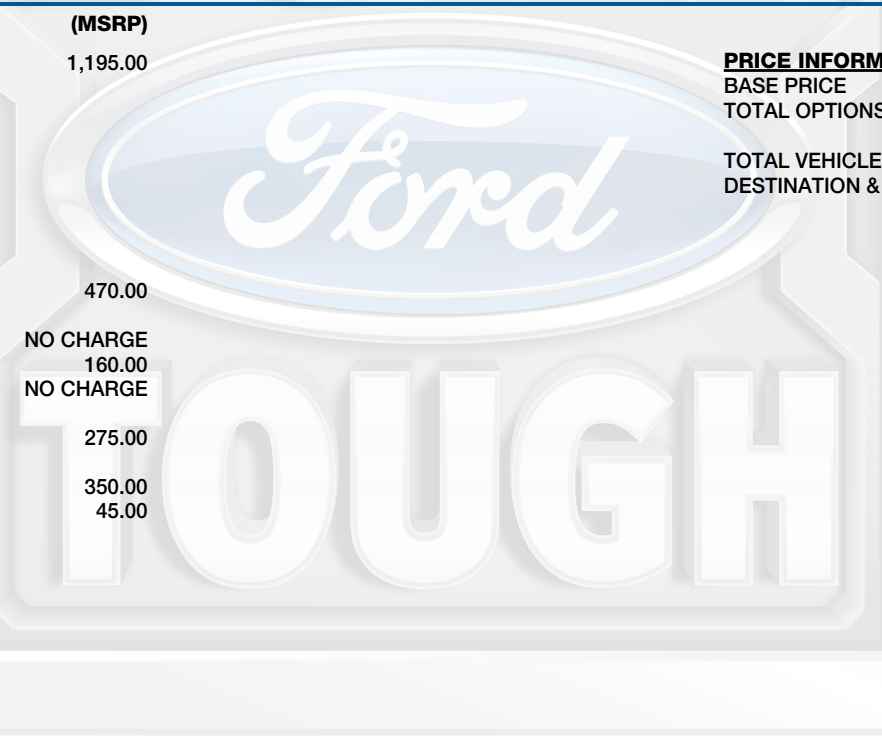 (MSRP)
1,195.00
470.00
NO CHARGE
160.00
NO CHARGE
275.00
350.00
45.00
PRICE INFORM
BASE PRICE
TOTAL OPTIONS
TOTAL VEHICLE
DESTINATION &
Ford
TOUGH